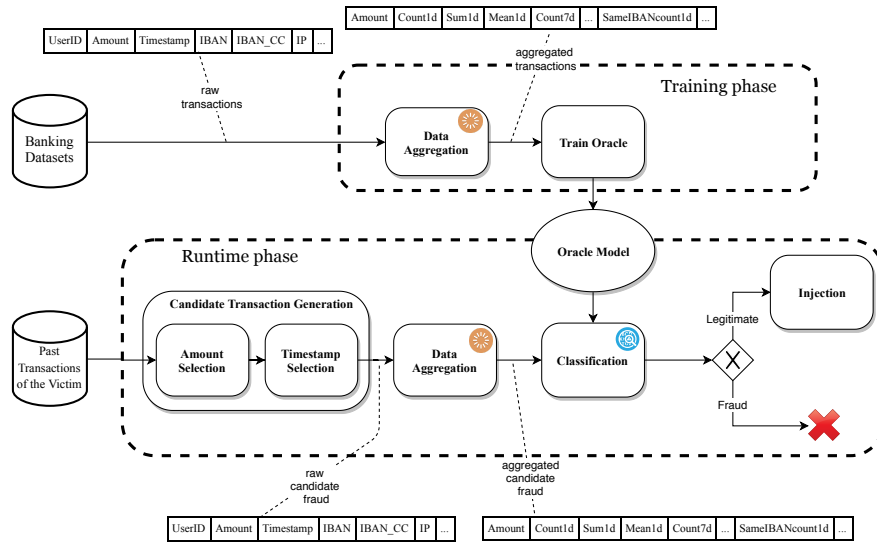 Amount Count1d Sum1d Mean1d Count7d ... SameIBANcount1d ...
UserID Amount Timestamp IBAN IBAN_CC IP ...
aggregated
transactions
raw
transactions
Training phase
Banking
Datasets
Data
Aggregation
Train Oracle
Oracle Model
Runtime phase
Candidate Transaction Generation
Past
Transactions
of the Victim
Amount
Selection
Timestamp
Selection
Data
Aggregation
Classification
Legitimate
Injection
X
Fraud
raw
candidate
fraud
aggregated
candidate
fraud
UserID Amount Timestamp IBAN IBAN_CC IP ...
Amount Count1d Sum1d Mean1d Count7d ... SameIBANcount1d ...